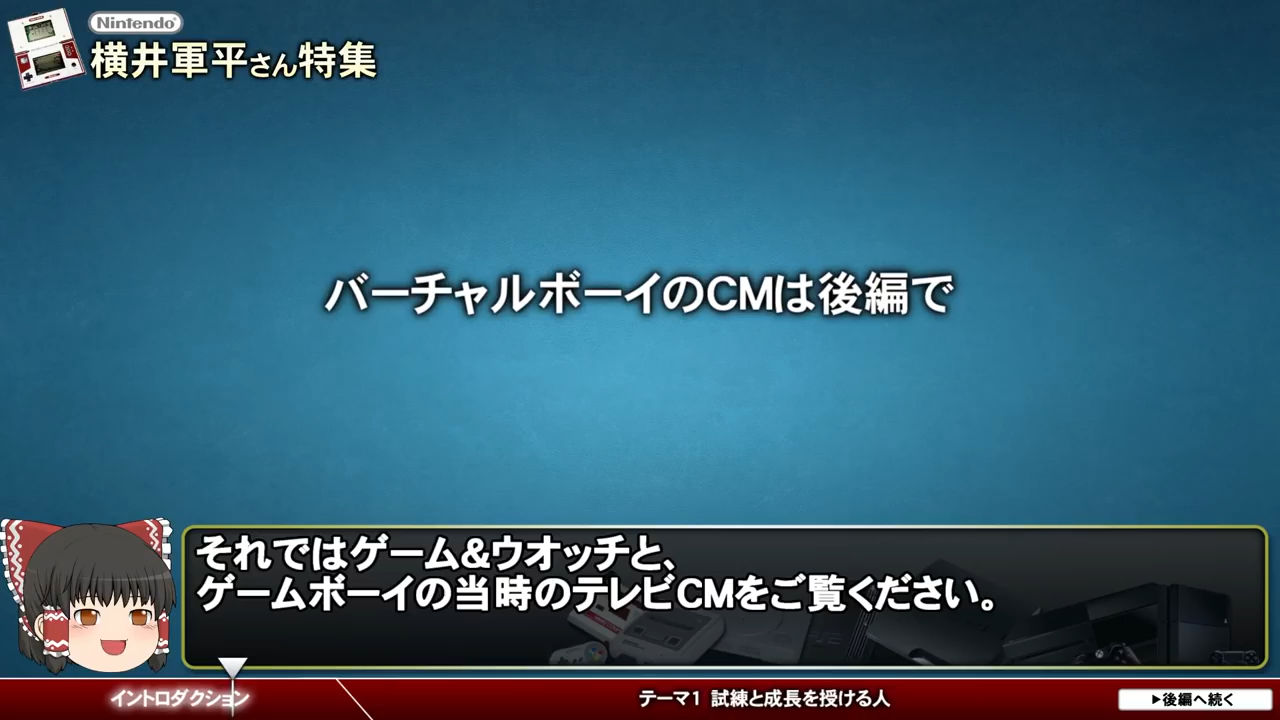 Nintendo®
横井軍平さん特集
バーチャルボーイのCMは後編で
それではゲーム&ウオッチと、
ゲームボーイの当時のテレビCMをご覧ください。
イントロダクション
テーマ1 試練と成長を授ける人
▶後編へ続く